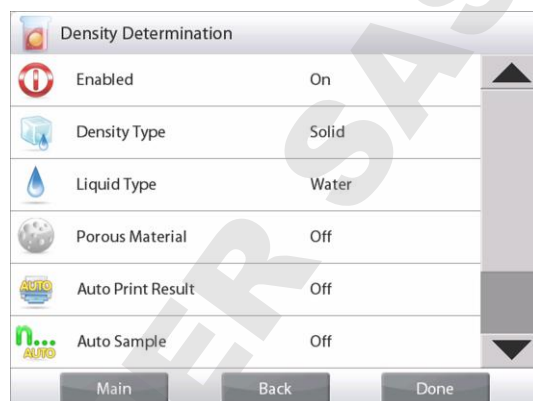 Density Determination
Enabled On
Density Type Solid
Liquid Type Water
Porous Material Off
AUTO Auto Print Result Off
n... AUTO Auto Sample Off
Main Back Done